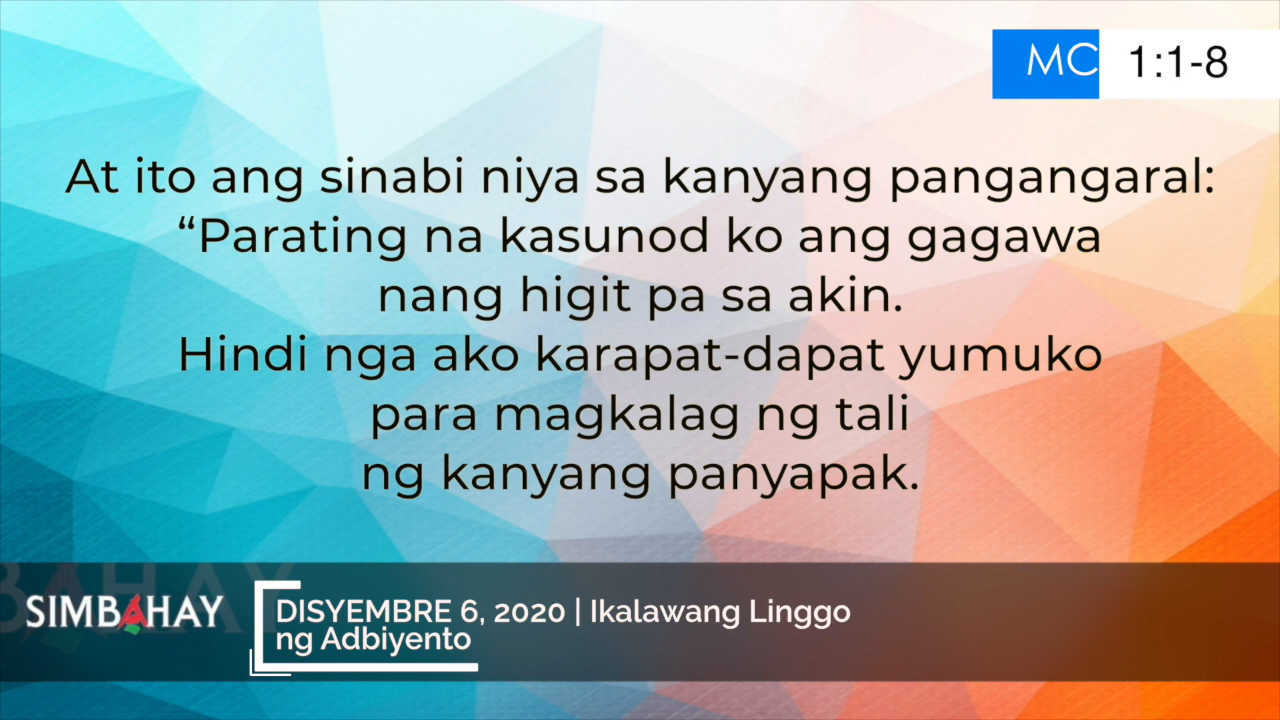 MC 1:1-8
At ito ang sinabi niya sa kanyang pangangaral:
“Parating na kasunod ko ang gagawa
nang higit pa sa akin.
Hindi nga ako karapat-dapat yumuko
para magkalag ng tali
ng kanyang panyapak.
SIMBAHAY
DISYEMBRE 6, 2020 | Ikalawang Linggo
ng Adbiyento